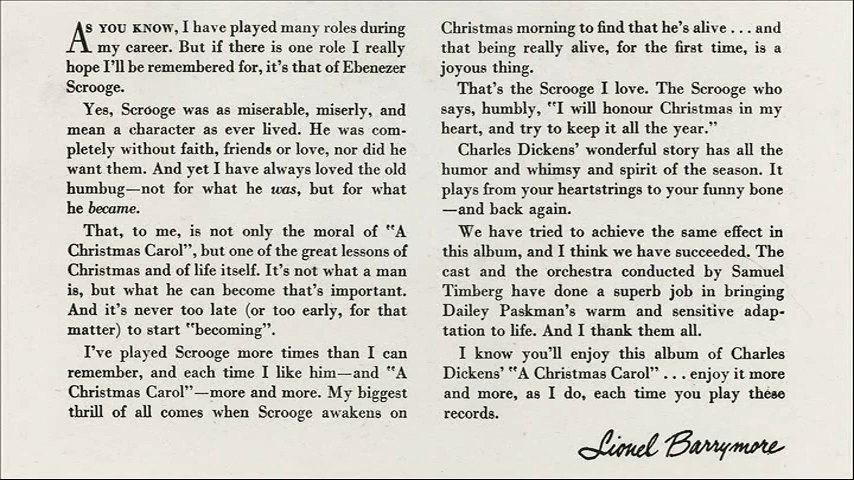 AS YOU KNOW, I have played many roles during
my career. But if there is one role I really
hope I'll be remembered for, it's that of Ebenezer
Scrooge.
Yes, Scrooge was as miserable, miserly, and
mean a character as ever lived. He was com-
pletely without faith, friends or love, nor did he
want them. And yet I have always loved the old
humbug—not for what he was, but for what
he became.
That, to me, is not only the moral of "A
Christmas Carol", but one of the great lessons of
Christmas and of life itself. It's not what a man
is, but what he can become that's important.
And it's never too late (or too early, for that
matter) to start "becoming".
I've played Scrooge more times than I can
remember, and each time I like him—and "A
Christmas Carol"—more and more. My biggest
thrill of all comes when Scrooge awakens on
Christmas morning to find that he's alive . . . and
that being really alive, for the first time, is a
joyous thing.
That's the Scrooge I love. The Scrooge who
says, humbly, "I will honour Christmas in my
heart, and try to keep it all the year."
Charles Dickens' wonderful story has all the
humor and whimsy and spirit of the season. It
plays from your heartstrings to your funny bone
—and back again.
We have tried to achieve the same effect in
this album, and I think we have succeeded. The
cast and the orchestra conducted by Samuel
Timberg have done a superb job in bringing
Dailey Paskman's warm and sensitive adap-
tation to life. And I thank them all.
I know you'll enjoy this album of Charles
Dickens' "A Christmas Carol" . . . enjoy it more
and more, as I do, each time you play these
records.
Lionel Barrymore